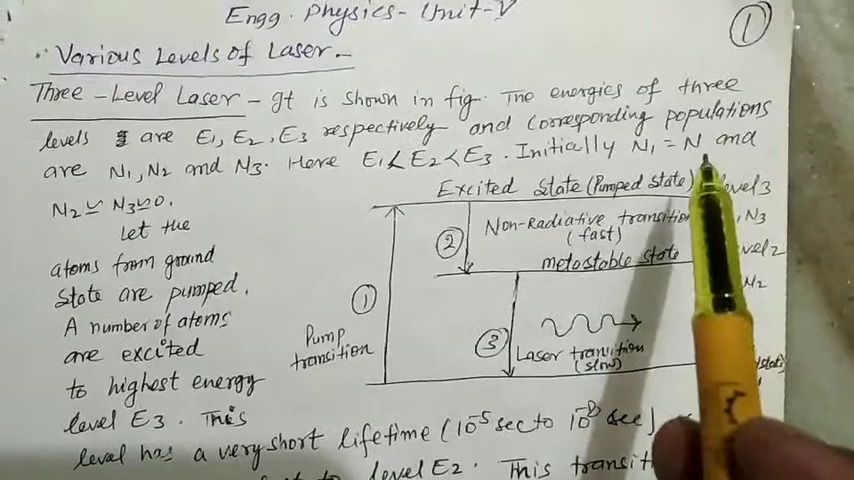 Engg. Physics - Unit-V
1
Various Levels of Laser -
Three - Level Laser - It is shown in fig. The energies of three
levels are E1, E2, E3 respectively and corresponding populations
are N1, N2 and N3. Here E1 < E2 < E3. Initially N1 = N and
N2 ≃ N3 ≃ 0.
Excited State (Pumped State)
Level 3
Let the
2
Non-Radiative transition
N3
(fast)
atoms from ground
metastable state
Level 2
State are pumped.
1
N2
A number of atoms
3
are excited
Pump
transition
Laser transition
(slow)
to highest energy
level E3. This
level has a very short lifetime (10-5 sec to 10-8 sec)
to level E2. This